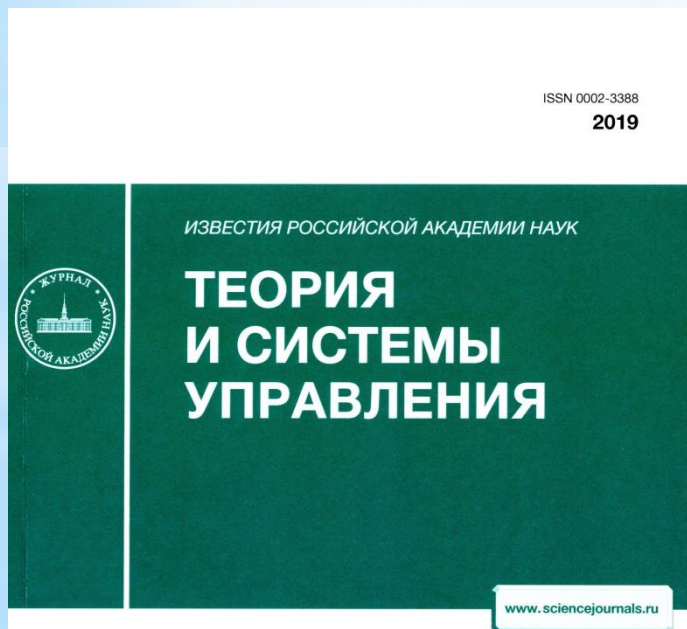 ISSN 0002-3388
2019
ИЗВЕСТИЯ РОССИЙСКОЙ АКАДЕМИИ НАУК
ЖУРНАЛ
РОССИЙСКОЙ АКАДЕМИИ НАУК
ТЕОРИЯ
И СИСТЕМЫ
УПРАВЛЕНИЯ
www.sciencejournals.ru